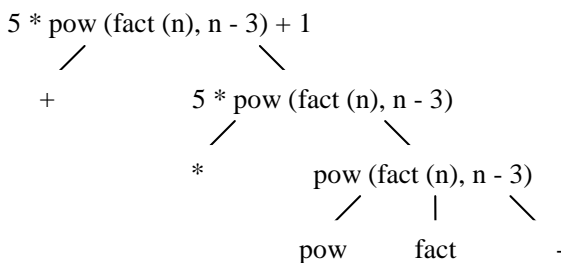 5 * pow (fact (n), n - 3) + 1
+ 5 * pow (fact (n), n - 3)
* pow (fact (n), n - 3)
pow fact -